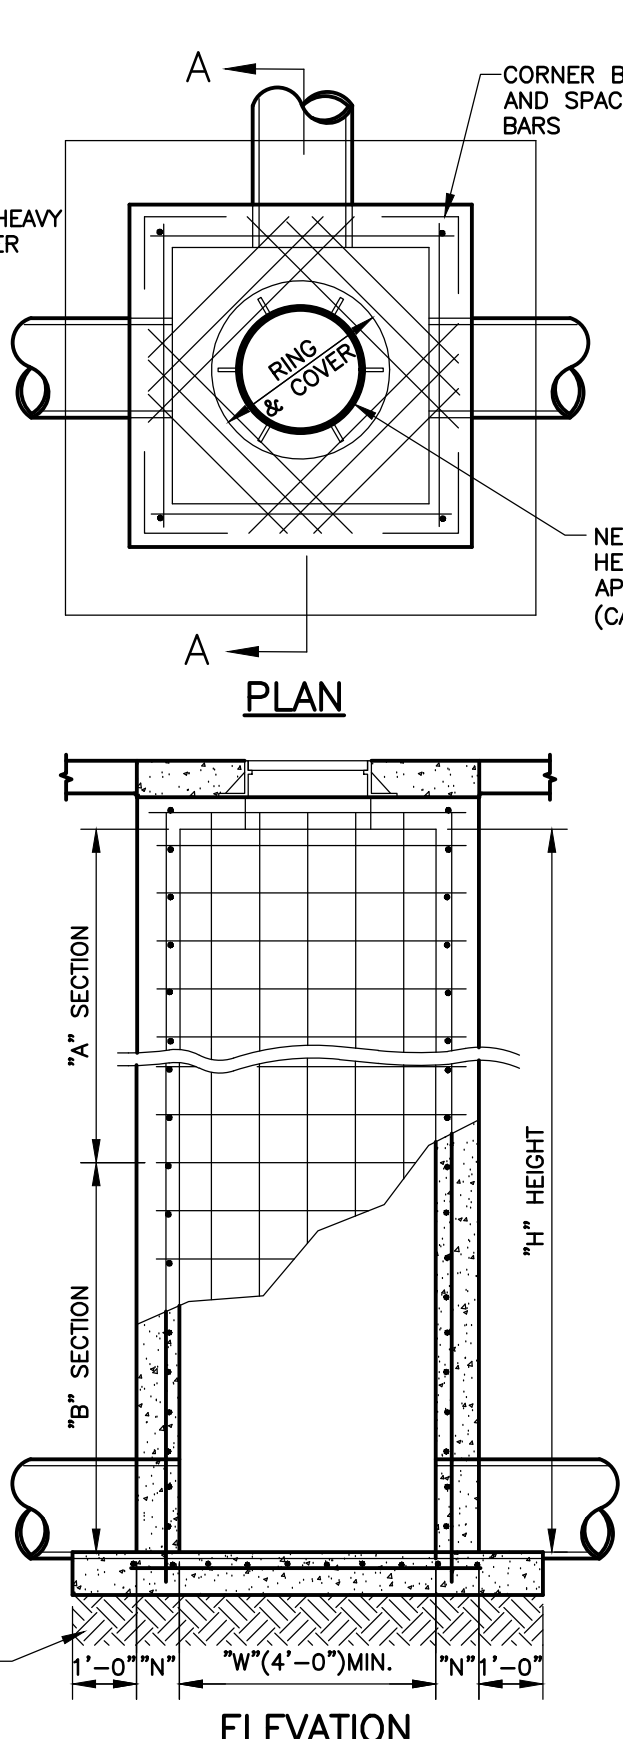 A
CORNER B
AND SPAC
BARS
HEAVY
ER
RING
& COVER
NE
HE
AP
(CA
A
PLAN
"A" SECTION
"H" HEIGHT
"B" SECTION
1'-0" "N" "W"(4'-0")MIN. "N" 1'-0"
ELEVATION